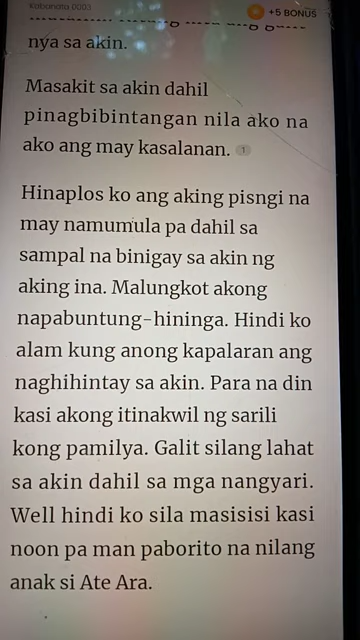 Kabanata 0003
+5 BONUS
nya sa akin.
Masakit sa akin dahil
pinagbibintangan nila ako na
ako ang may kasalanan. 1
Hinaplos ko ang aking pisngi na
may namumula pa dahil sa
sampal na binigay sa akin ng
aking ina. Malungkot akong
napabuntung-hininga. Hindi ko
alam kung anong kapalaran ang
naghihintay sa akin. Para na din
kasi akong itinakwil ng sarili
kong pamilya. Galit silang lahat
sa akin dahil sa mga nangyari.
Well hindi ko sila masisisi kasi
noon pa man paborito na nilang
anak si Ate Ara.